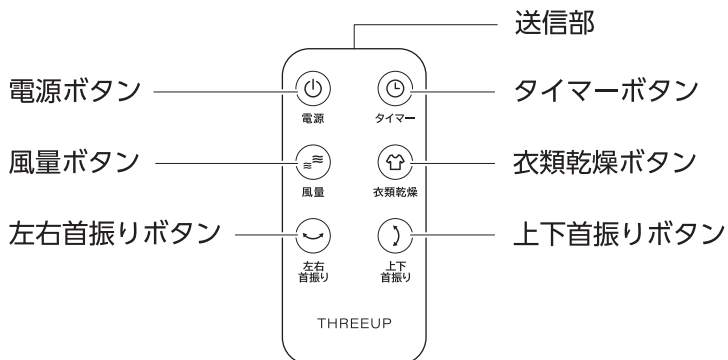 送信部
電源ボタン
タイマーボタン
電源
タイマー
風量ボタン
衣類乾燥ボタン
風量
衣類乾燥
左右首振りボタン
上下首振りボタン
左右
首振り
上下
首振り
THREEUP